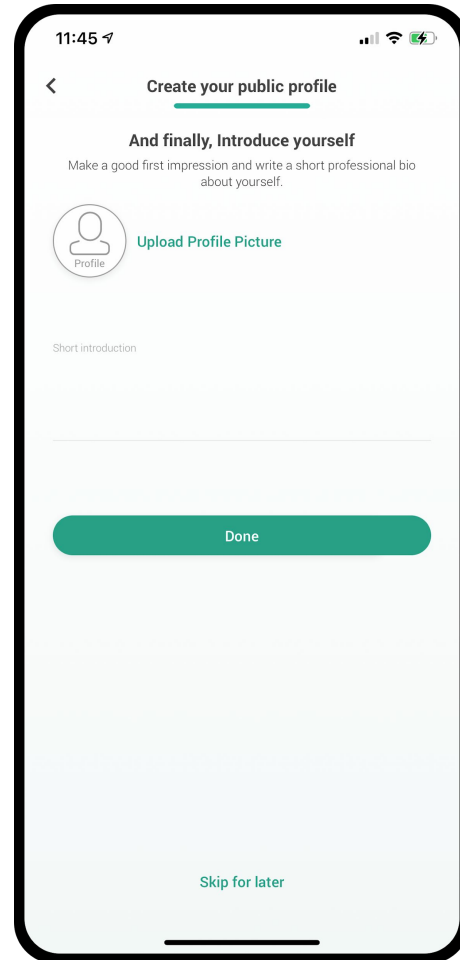 11:45
Create your public profile
And finally, Introduce yourself
Make a good first impression and write a short professional bio
about yourself.
Profile
Upload Profile Picture
Short introduction
Done
Skip for later